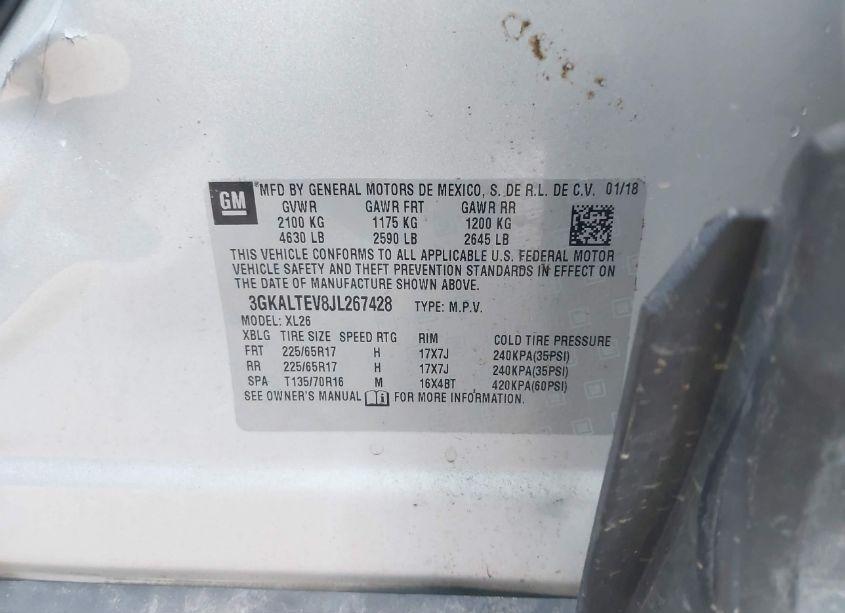 GM ®MFD BY GENERAL MOTORS DE MEXICO, S. DE R.L. DE C.V. 01/18
GVWR GAWR FRT GAWR RR
2100 KG 1175 KG 1200 KG
4630 LB 2590 LB 2645 LB
THIS VEHICLE CONFORMS TO ALL APPLICABLE U.S. FEDERAL MOTOR
VEHICLE SAFETY AND THEFT PREVENTION STANDARDS IN EFFECT ON
THE DATE OF MANUFACTURE SHOWN ABOVE.
3GKALTEV8JL267428 TYPE: M.P.V.
MODEL: XL26
XBLG TIRE SIZE SPEED RTG RIM COLD TIRE PRESSURE
FRT 225/65R17 H 17X7J 240KPA(35PSI)
RR 225/65R17 H 17X7J 240KPA(35PSI)
SPA T135/70R16 M 16X4BT 420KPA(60PSI)
SEE OWNER'S MANUAL FOR MORE INFORMATION.